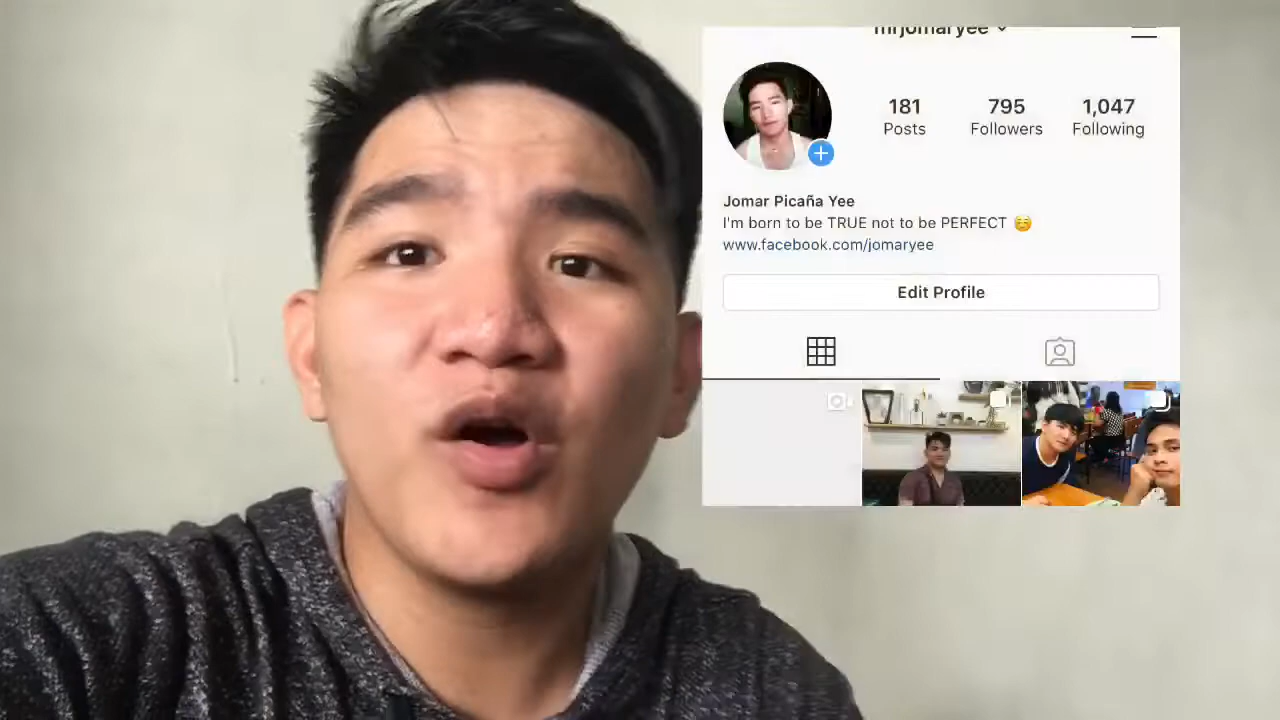 mrjomaryee
181 795 1,047
Posts Followers Following
Jomar Picaña Yee
I'm born to be TRUE not to be PERFECT ☺️
www.facebook.com/jomaryee
Edit Profile